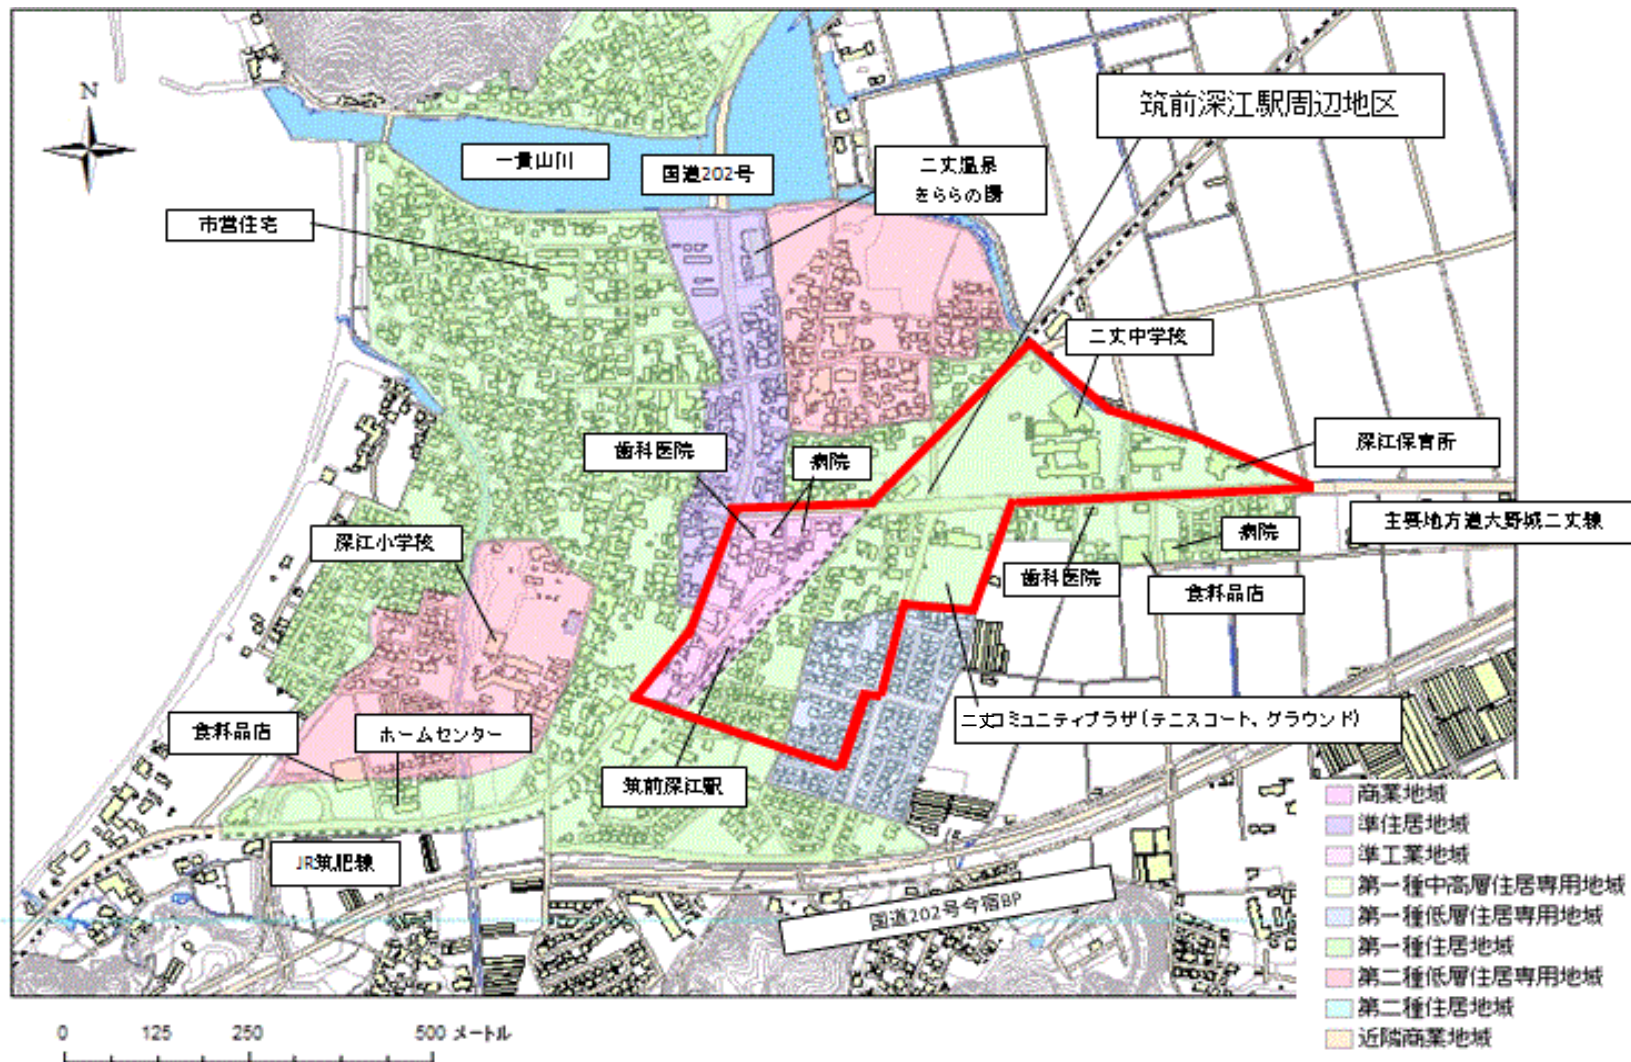 N
筑前深江駅周辺地区
一貴山川
国道202号
二丈温泉
きららの湯
市営住宅
二丈中学校
深江保育所
歯科医院
病院
主要地方道大野城二丈線
深江小学校
病院
歯科医院
食料品店
二丈コミュニティプラザ(テニスコート、グラウンド)
食料品店
ホームセンター
筑前深江駅
JR筑肥線
国道202号今宿BP
商業地域
準住居地域
準工業地域
第一種中高層住居専用地域
第一種低層住居専用地域
第一種住居地域
第二種低層住居専用地域
第二種住居地域
近隣商業地域
0 125 250 500 メートル